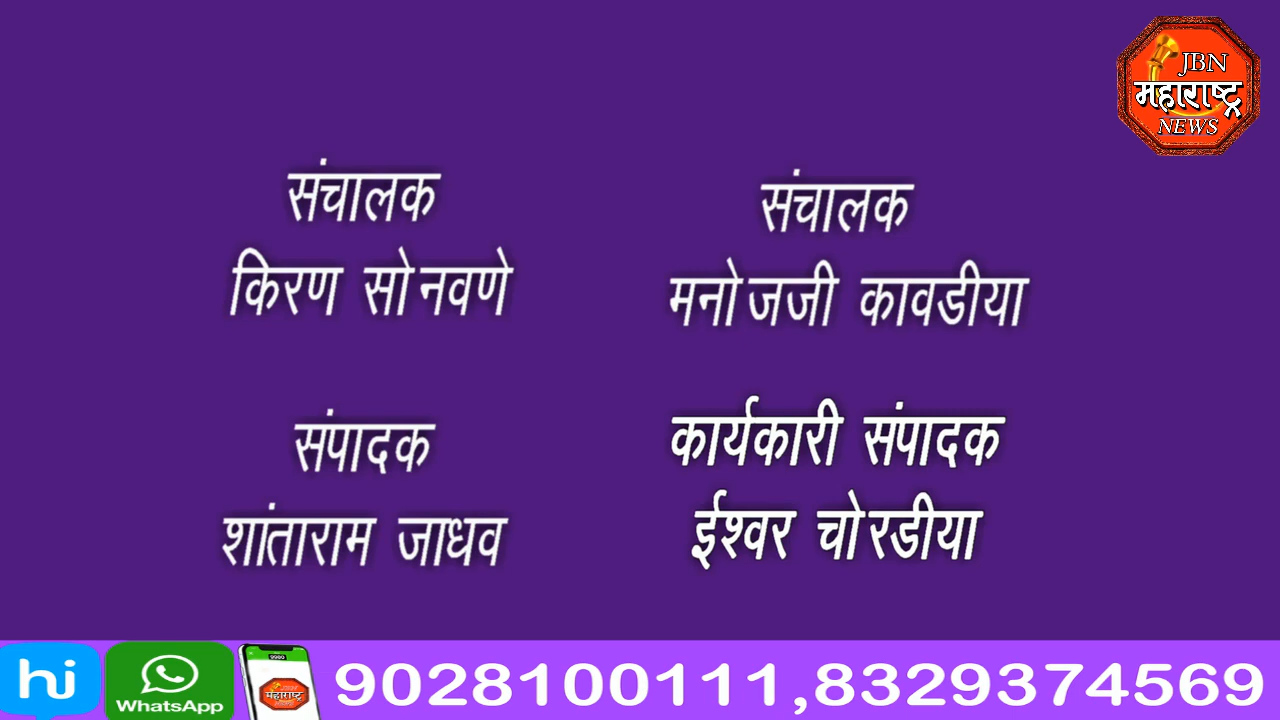 JBN
महाराष्ट्र
NEWS
संचालक
किरण सोनवणे
संचालक
मनोजजी कावडीया
संपादक
शांताराम जाधव
कार्यकारी संपादक
ईश्वर चोरडीया
hi
WhatsApp
महाराष्ट्र
9028100111,8329374569